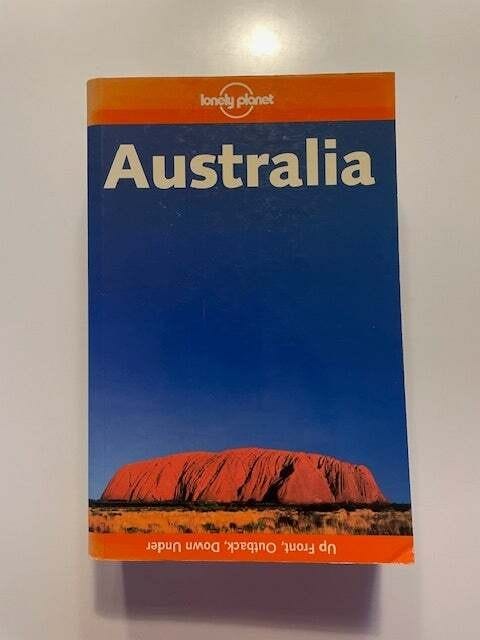 lonely planet
Australia
Up Front, Outback, Down Under